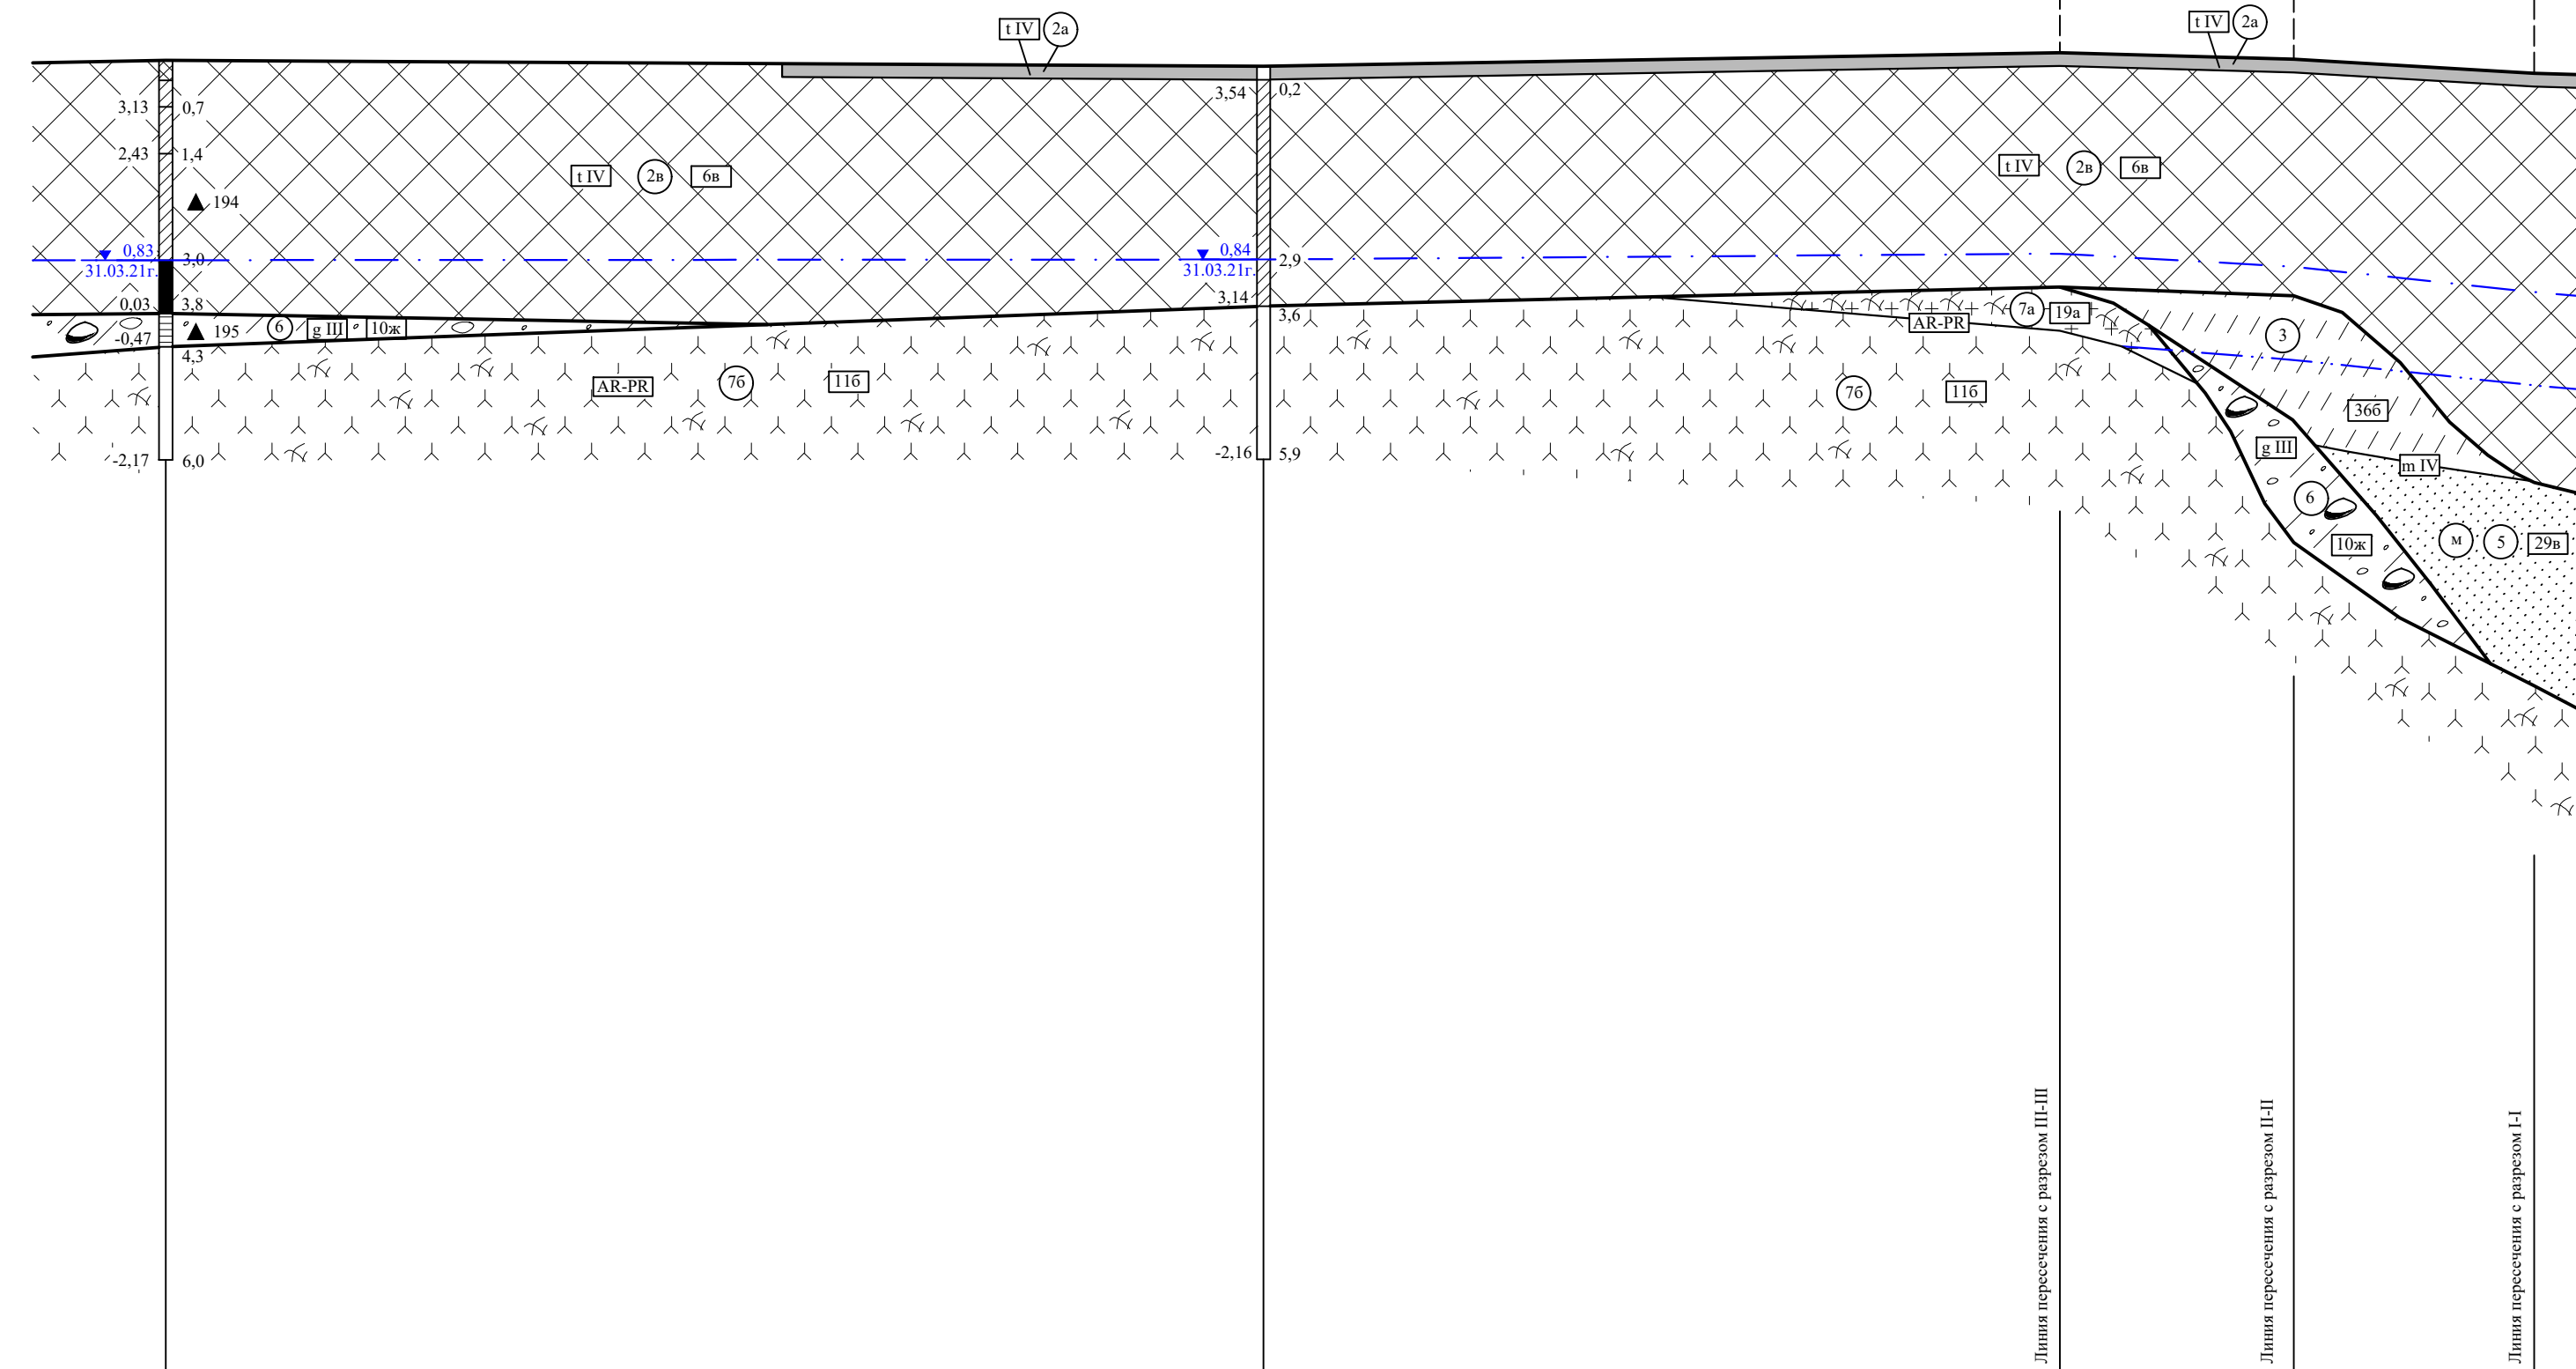 t IV 2а
t IV 2а
3,13 0,7
3,54 0,2
2,43 1,4
t IV 2в 6в
t IV 2в 6в
194
0,83 3,0
31.03.21г.
0,84 2,9
31.03.21г.
0,03 3,8
3,14 3,6
7а 19а
AR-PR
195 6 g III 10ж
-0,47 4,3
3
AR-PR 7б 11б
7б 11б
36б
g III
m IV
-2,17 6,0
-2,16 5,9
6
10ж
м 5 29в
Линия пересечения с разрезом III-III
Линия пересечения с разрезом II-II
Линия пересечения с разрезом I-I